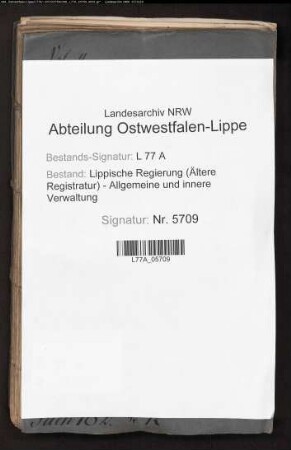 Landesarchiv NRW
Abteilung Ostwestfalen-Lippe
Bestands-Signatur: L 77 A
Bestand: Lippische Regierung (Ältere
Registratur) - Allgemeine und innere
Verwaltung
Signatur: Nr. 5709
L77A_05709